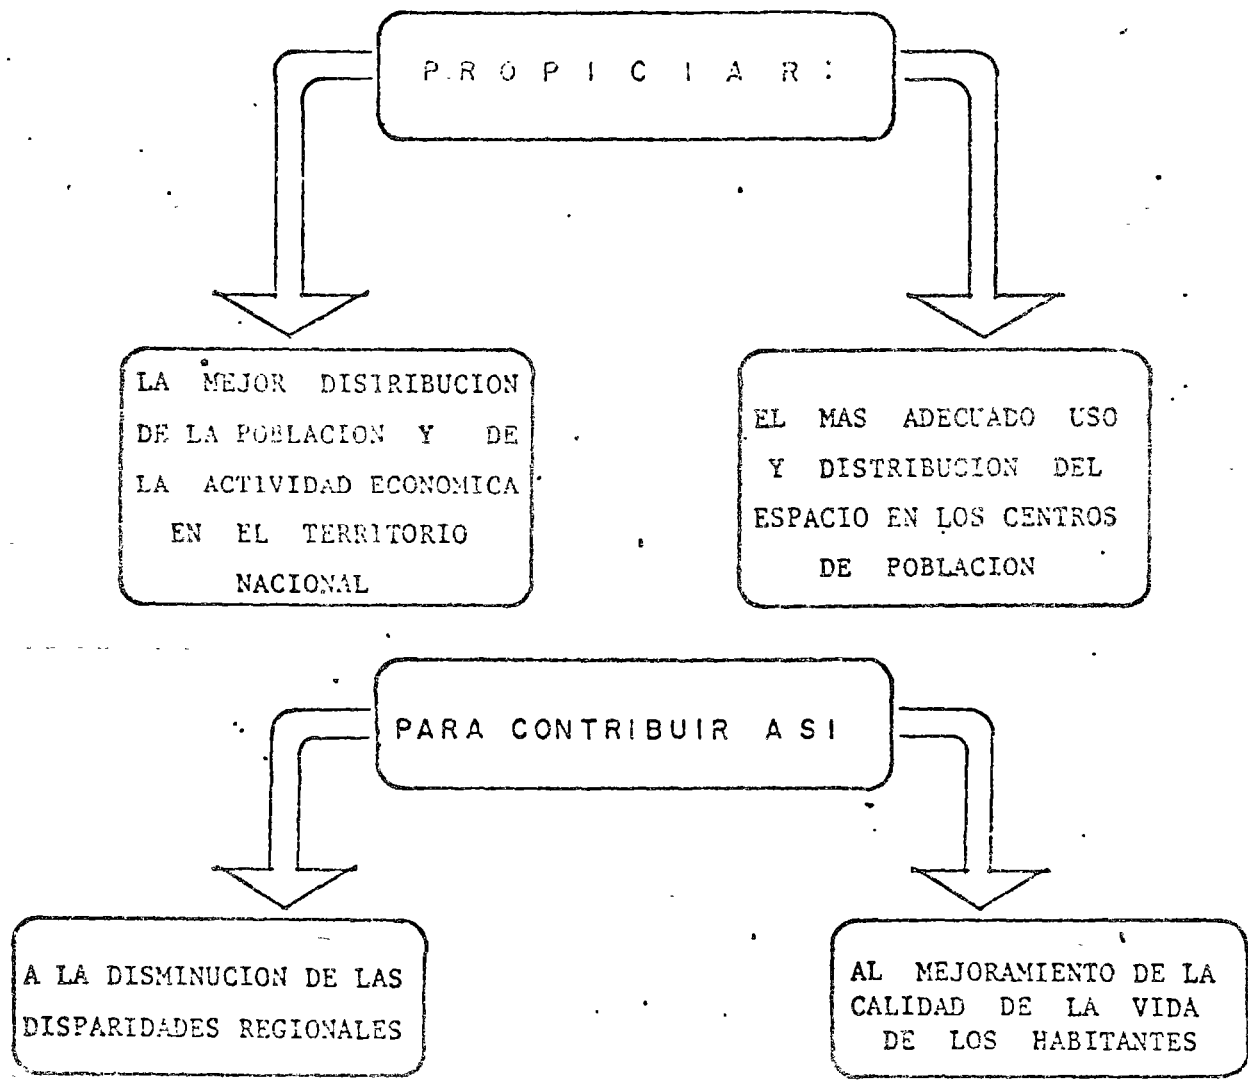 PROPICIAR:
LA MEJOR DISTRIBUCION
DE LA POBLACION Y DE
LA ACTIVIDAD ECONOMICA
EN EL TERRITORIO
NACIONAL
EL MAS ADECUADO USO
Y DISTRIBUCION DEL
ESPACIO EN LOS CENTROS
DE POBLACION
PARA CONTRIBUIR ASI
A LA DISMINUCION DE LAS
DISPARIDADES REGIONALES
AL MEJORAMIENTO DE LA
CALIDAD DE LA VIDA
DE LOS HABITANTES